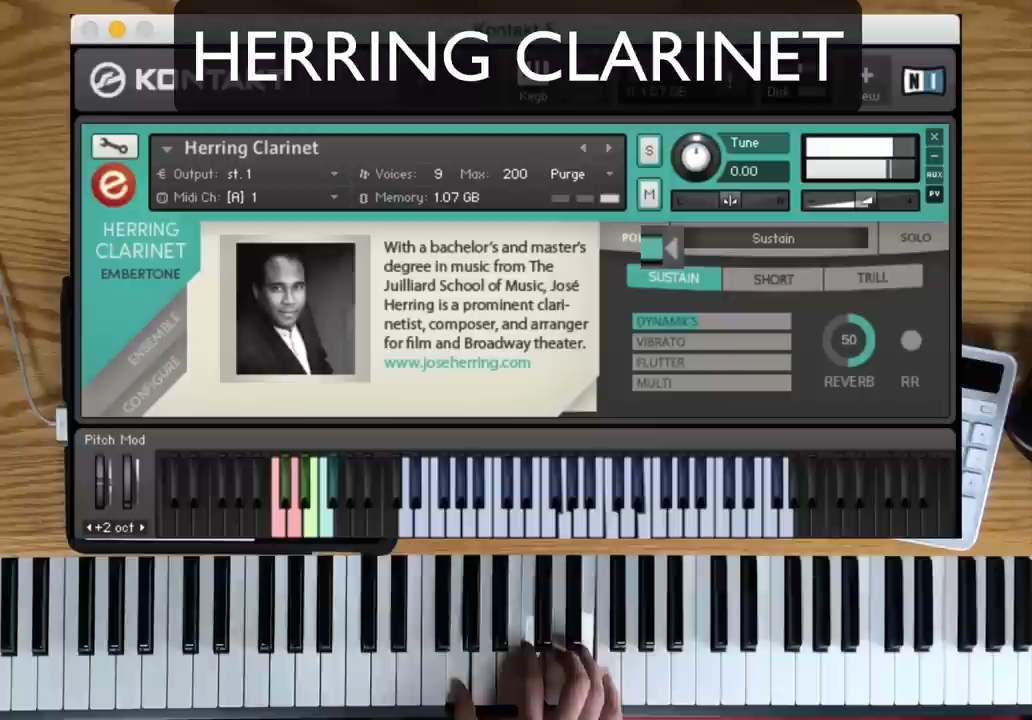 HERRING CLARINET
Herring Clarinet
Output: st. 1
Voices: 9 Max: 200 Purge
Midi Ch: [A] 1
Memory: 1.07 GB
S
M
Tune
0.00
AUX
PV
NI
e
HERRING
CLARINET
EMBERTONE
ENSEMBLE
CONFIGURE
With a bachelor's and master's
degree in music from The
Juilliard School of Music, José
Herring is a prominent clari-
netist, composer, and arranger
for film and Broadway theater.
www.joseherring.com
Sustain
SOLO
SUSTAIN
SHORT
TRILL
DYNAMICS
VIBRATO
FLUTTER
MULTI
50
REVERB
RR
Pitch Mod
+2 oct